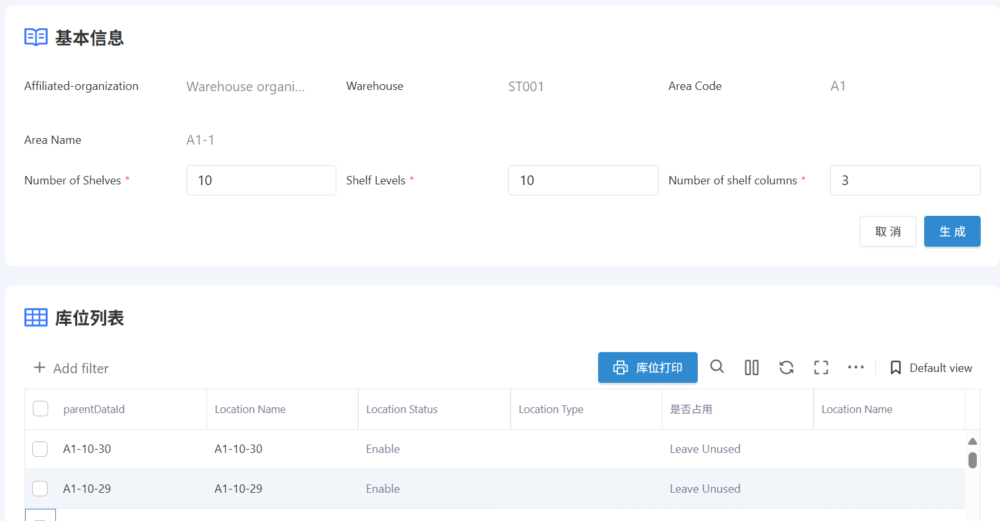 基本信息
Affiliated-organization Warehouse organi... Warehouse ST001 Area Code A1
Area Name A1-1
Number of Shelves * 10 Shelf Levels * 10 Number of shelf columns * 3
取 消 生 成
库位列表
Add filter 库位打印 Default view
parentDataId Location Name Location Status Location Type 是否占用 Location Name
A1-10-30 A1-10-30 Enable Leave Unused
A1-10-29 A1-10-29 Enable Leave Unused